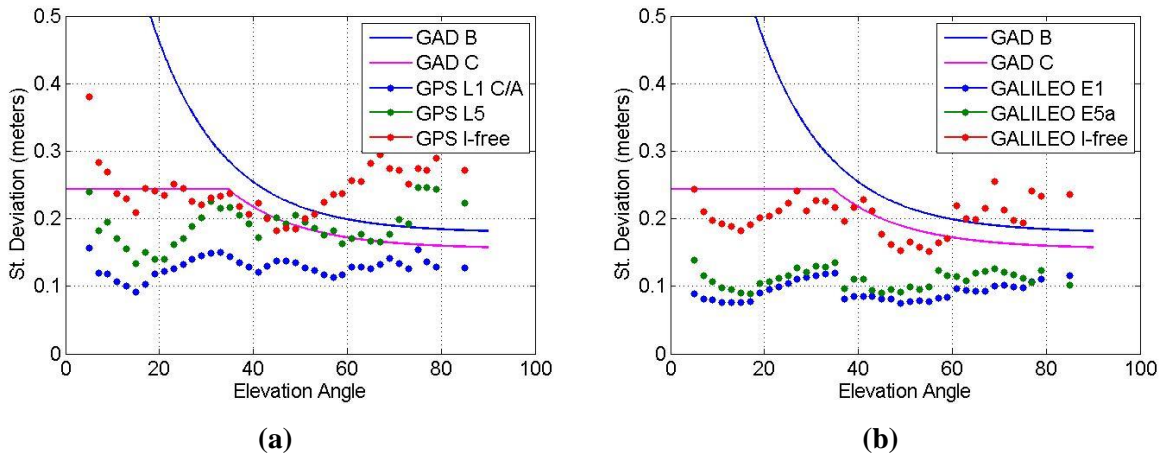 0.5
0.4
0.3
0.2
0.1
0
St. Deviation (meters)
0 20 40 60 80 100
Elevation Angle
GAD B
GAD C
GPS L1 C/A
GPS L5
GPS I-free
(a)
0.5
0.4
0.3
0.2
0.1
0
St. Deviation (meters)
0 20 40 60 80 100
Elevation Angle
GAD B
GAD C
GALILEO E1
GALILEO E5a
GALILEO I-free
(b)